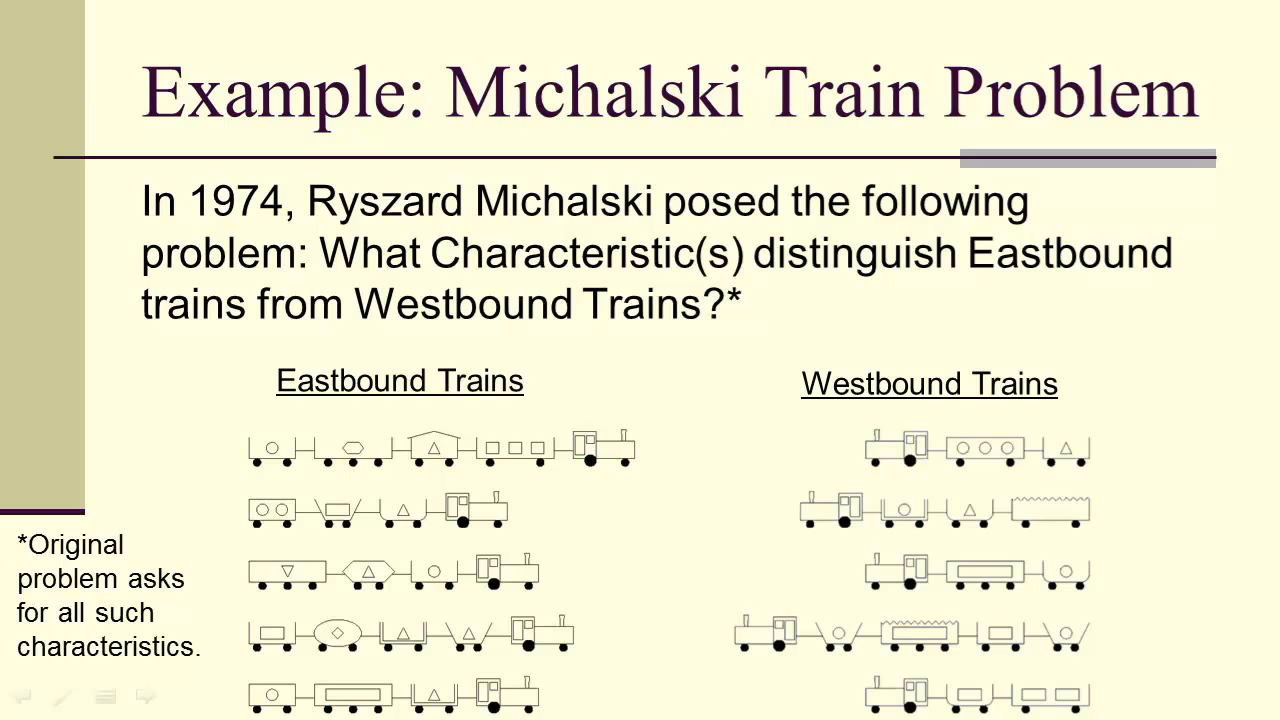 Example: Michalski Train Problem
In 1974, Ryszard Michalski posed the following
problem: What Characteristic(s) distinguish Eastbound
trains from Westbound Trains?*
Eastbound Trains
Westbound Trains
*Original
problem asks
for all such
characteristics.